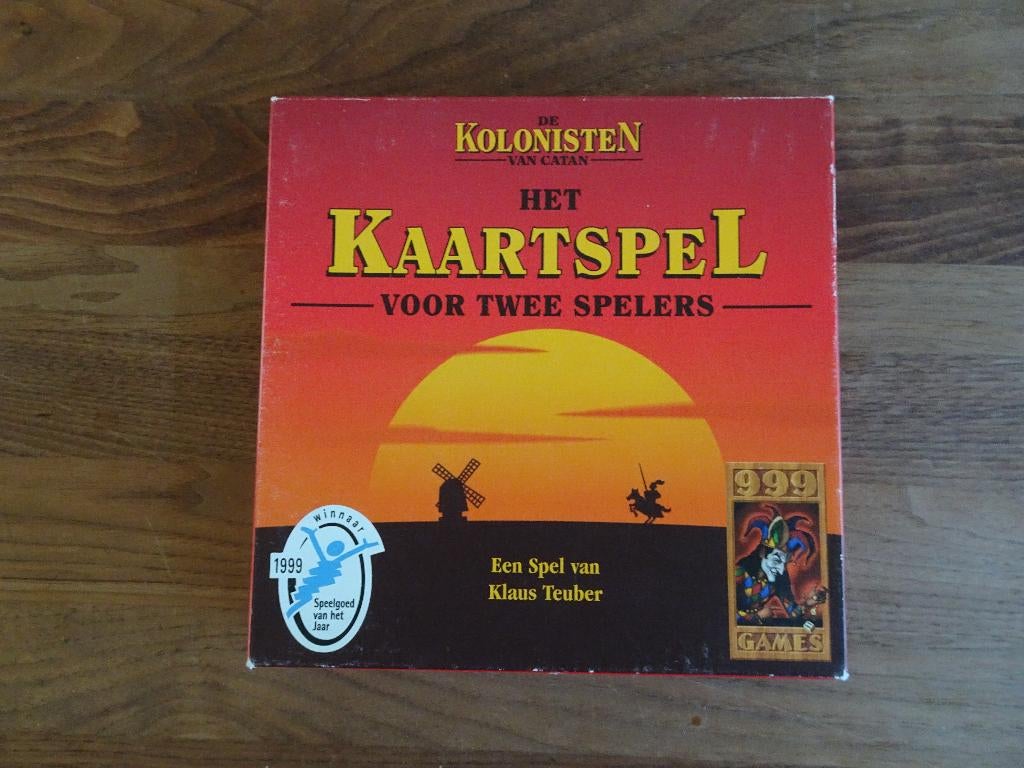 DE
KOLONISTEN
VAN CATAN
HET
KAARTSPEL
VOOR TWEE SPELERS
Een Spel van
Klaus Teuber
winnaar
1999
Speelgoed
van het
Jaar
999
GAMES